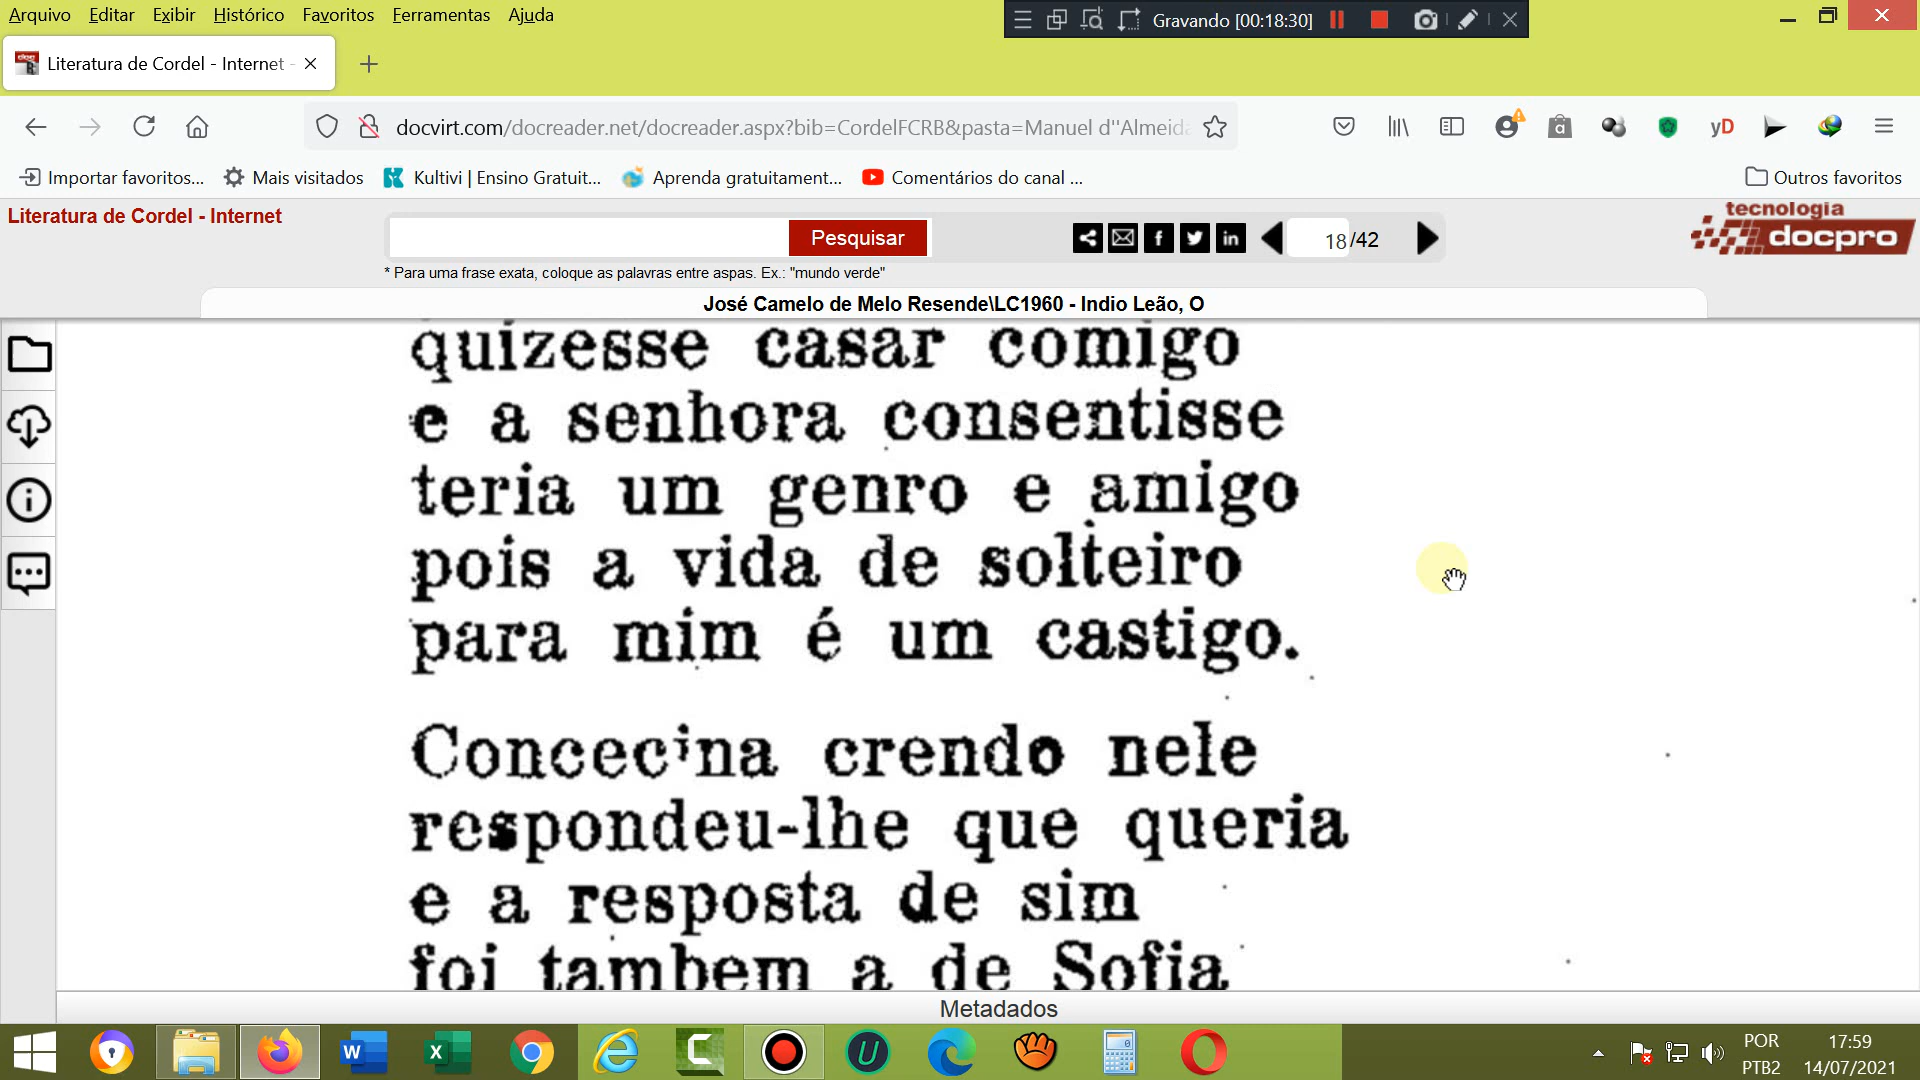 Arquivo Editar Exibir Histórico Favoritos Ferramentas Ajuda
Gravando [00:18:30]
Literatura de Cordel - Internet -
docvirt.com/docreader.net/docreader.aspx?bib=CordelFCRB&pasta=Manuel d''Almeida
Importar favoritos... Mais visitados Kultivi | Ensino Gratuit... Aprenda gratuitament... Comentários do canal ... Outros favoritos
Literatura de Cordel - Internet
Pesquisar
18 /42
tecnologia
docpro
* Para uma frase exata, coloque as palavras entre aspas. Ex.: "mundo verde"
José Camelo de Melo Resende\LC1960 - Indio Leão, O
quizesse casar comigo
e a senhora consentisse
teria um genro e amigo
pois a vida de solteiro
para mim é um castigo.
Concecina crendo nele
respondeu-lhe que queria
e a resposta de sim
foi tambem a de Sofia
Metadados
POR
PTB2
17:59
14/07/2021